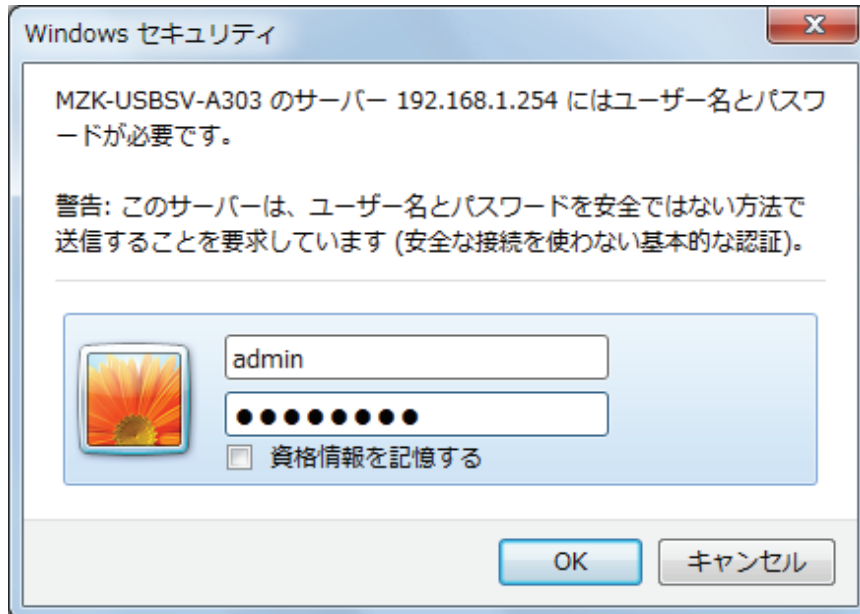 Windows セキュリティ
MZK-USBSV-A303 のサーバー 192.168.1.254 にはユーザー名とパスワ
ードが必要です。
警告: このサーバーは、ユーザー名とパスワードを安全ではない方法で
送信することを要求しています (安全な接続を使わない基本的な認証)。
admin
●●●●●●●●
資格情報を記憶する
OK
キャンセル